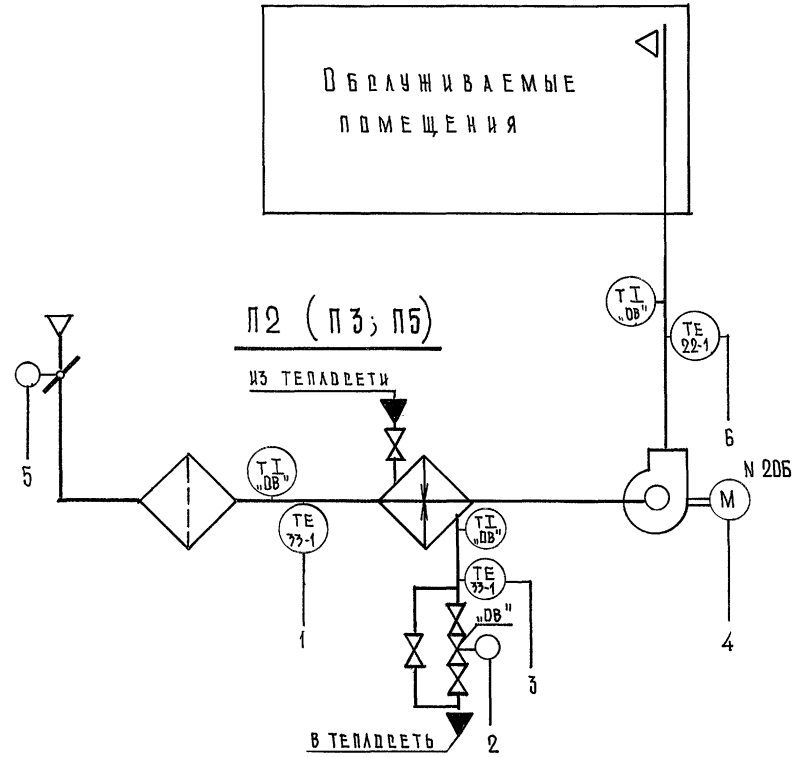 Обслуживаемые
помещения
TI
„ОВ"
П2 (П3; П5)
TE
22-1
из теплосети
6
5
TI
„ОВ"
N 20Б
M
TE
33-1
TI
„ОВ"
TE
33-1
„ОВ"
1
4
3
2
в теплосеть